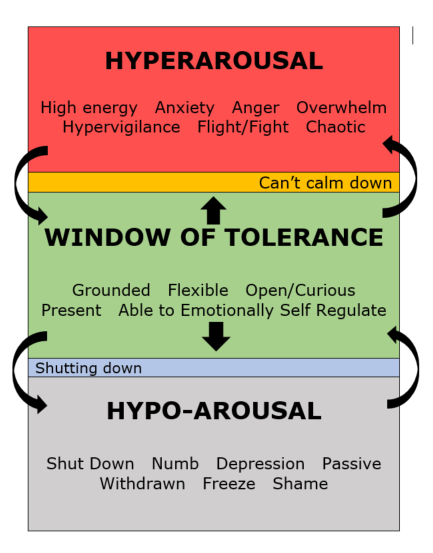 HYPERAROUSAL
High energy Anxiety Anger Overwhelm
Hypervigilance Flight/Fight Chaotic
Can't calm down
WINDOW OF TOLERANCE
Grounded Flexible Open/Curious
Present Able to Emotionally Self Regulate
Shutting down
HYPO-AROUSAL
Shut Down Numb Depression Passive
Withdrawn Freeze Shame